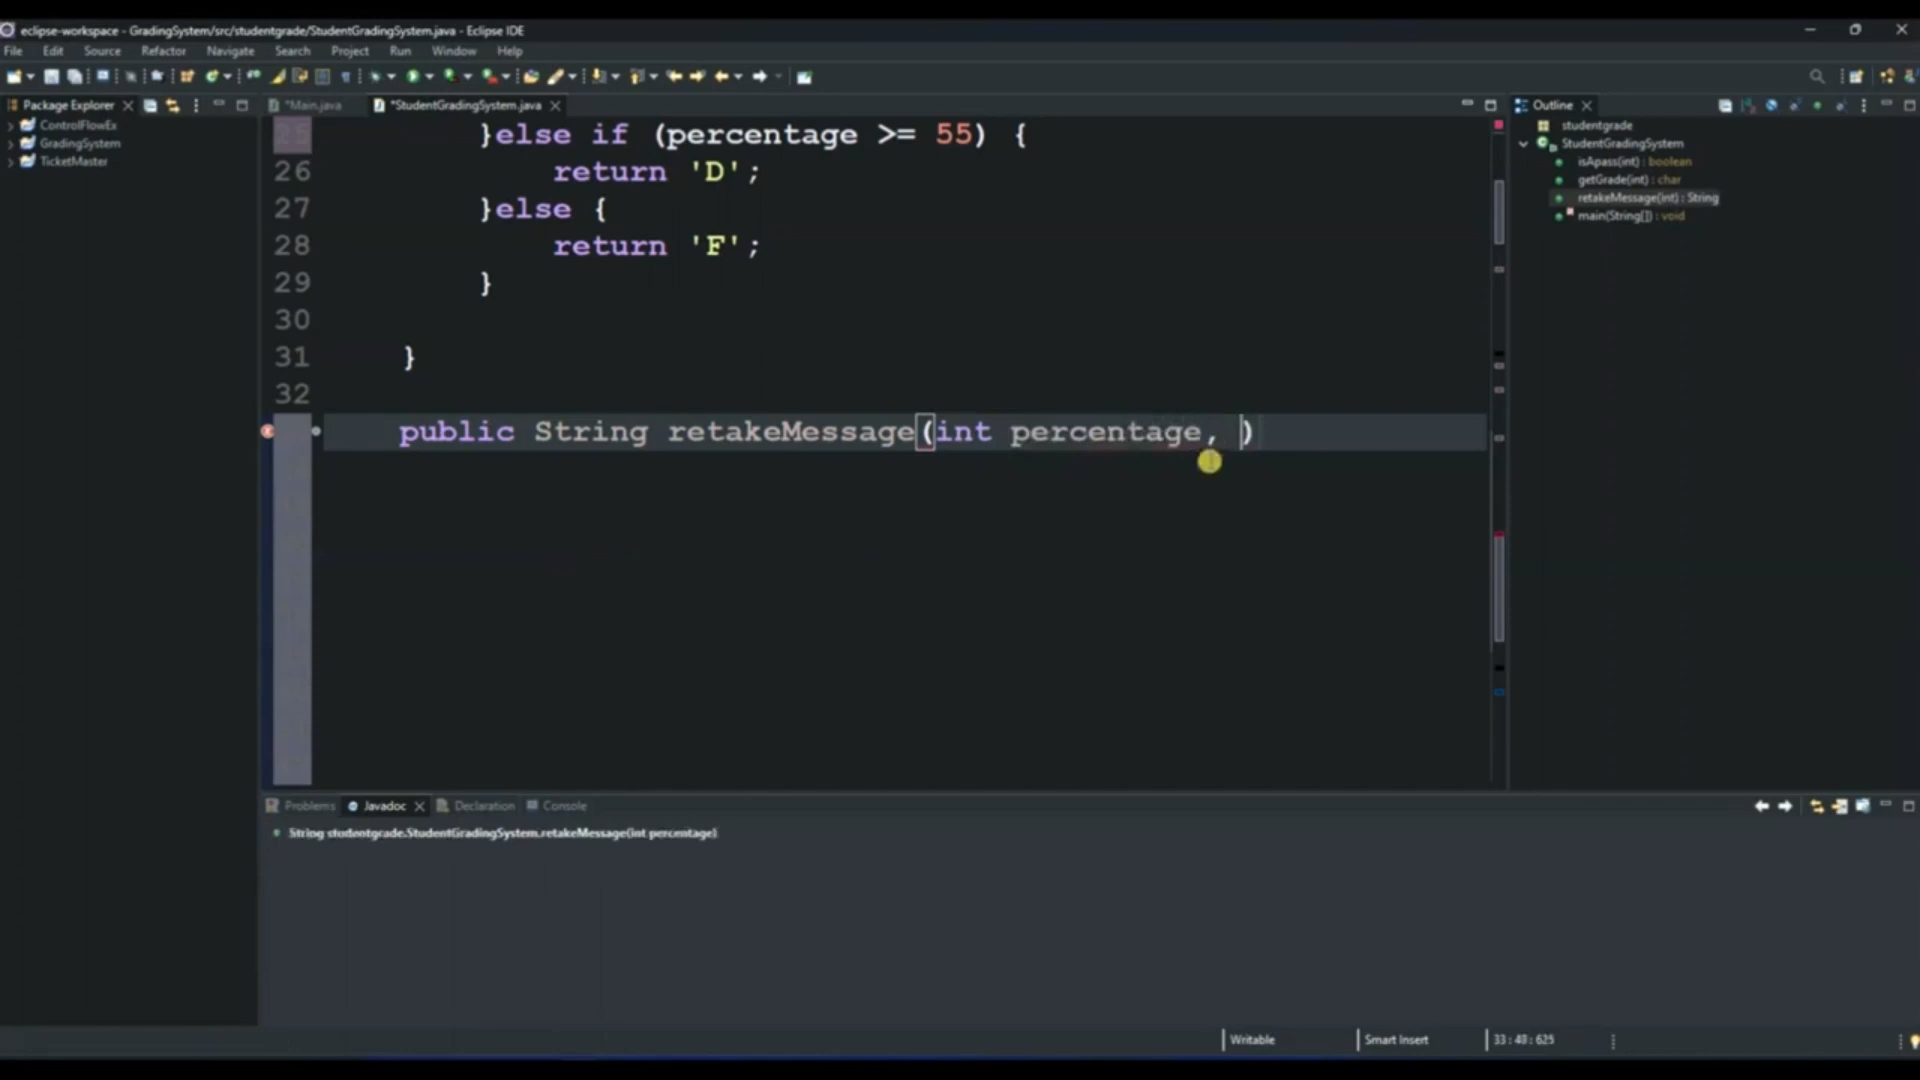 eclipse-workspace - GradingSystem/src/studentgrade/StudentGradingSystem.java - Eclipse IDE
File Edit Source Refactor Navigate Search Project Run Window Help
Package Explorer
ControlFlowEx
GradingSystem
TicketMaster
*Main.java *StudentGradingSystem.java
25 }else if (percentage >= 55) {
26 return 'D';
27 }else {
28 return 'F';
29 }
30
31 }
32
public String retakeMessage(int percentage, )
Outline
studentgrade
StudentGradingSystem
isApass(int) : boolean
getGrade(int) : char
retakeMessage(int) : String
main(String[]) : void
Problems Javadoc Declaration Console
String studentgrade.StudentGradingSystem.retakeMessage(int percentage)
Writable Smart Insert 33 : 48 : 625